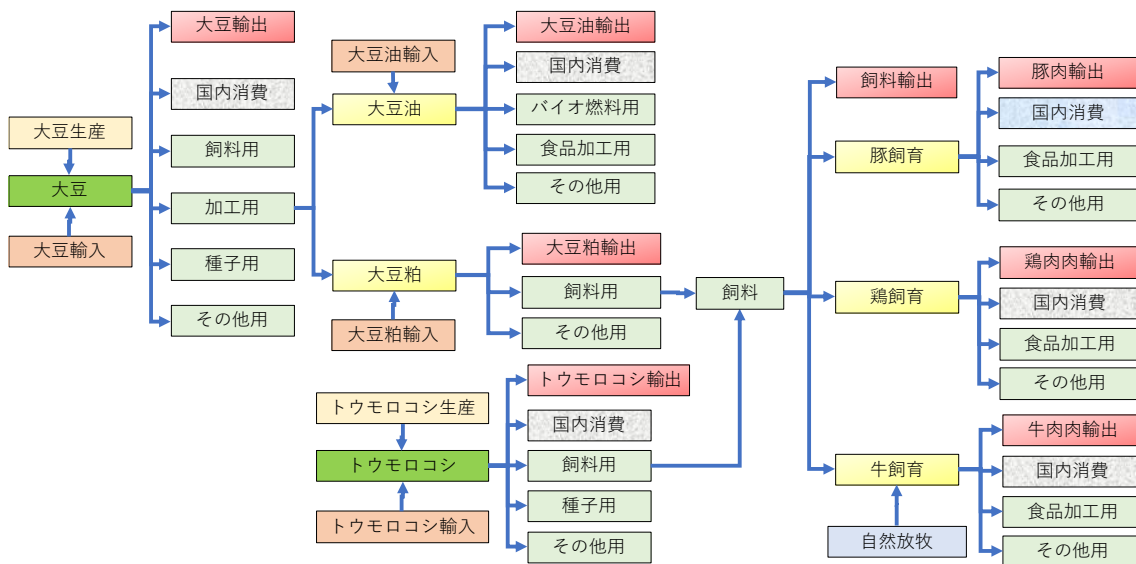 大豆生産
大豆
大豆輸入
大豆輸出
国内消費
飼料用
加工用
種子用
その他用
大豆油輸入
大豆油
大豆粕
大豆粕輸入
大豆油輸出
国内消費
バイオ燃料用
食品加工用
その他用
大豆粕輸出
飼料用
その他用
トウモロコシ生産
トウモロコシ
トウモロコシ輸入
トウモロコシ輸出
国内消費
飼料用
種子用
その他用
飼料
飼料輸出
豚飼育
鶏飼育
牛飼育
自然放牧
豚肉輸出
国内消費
食品加工用
その他用
鶏肉肉輸出
国内消費
食品加工用
その他用
牛肉肉輸出
国内消費
食品加工用
その他用